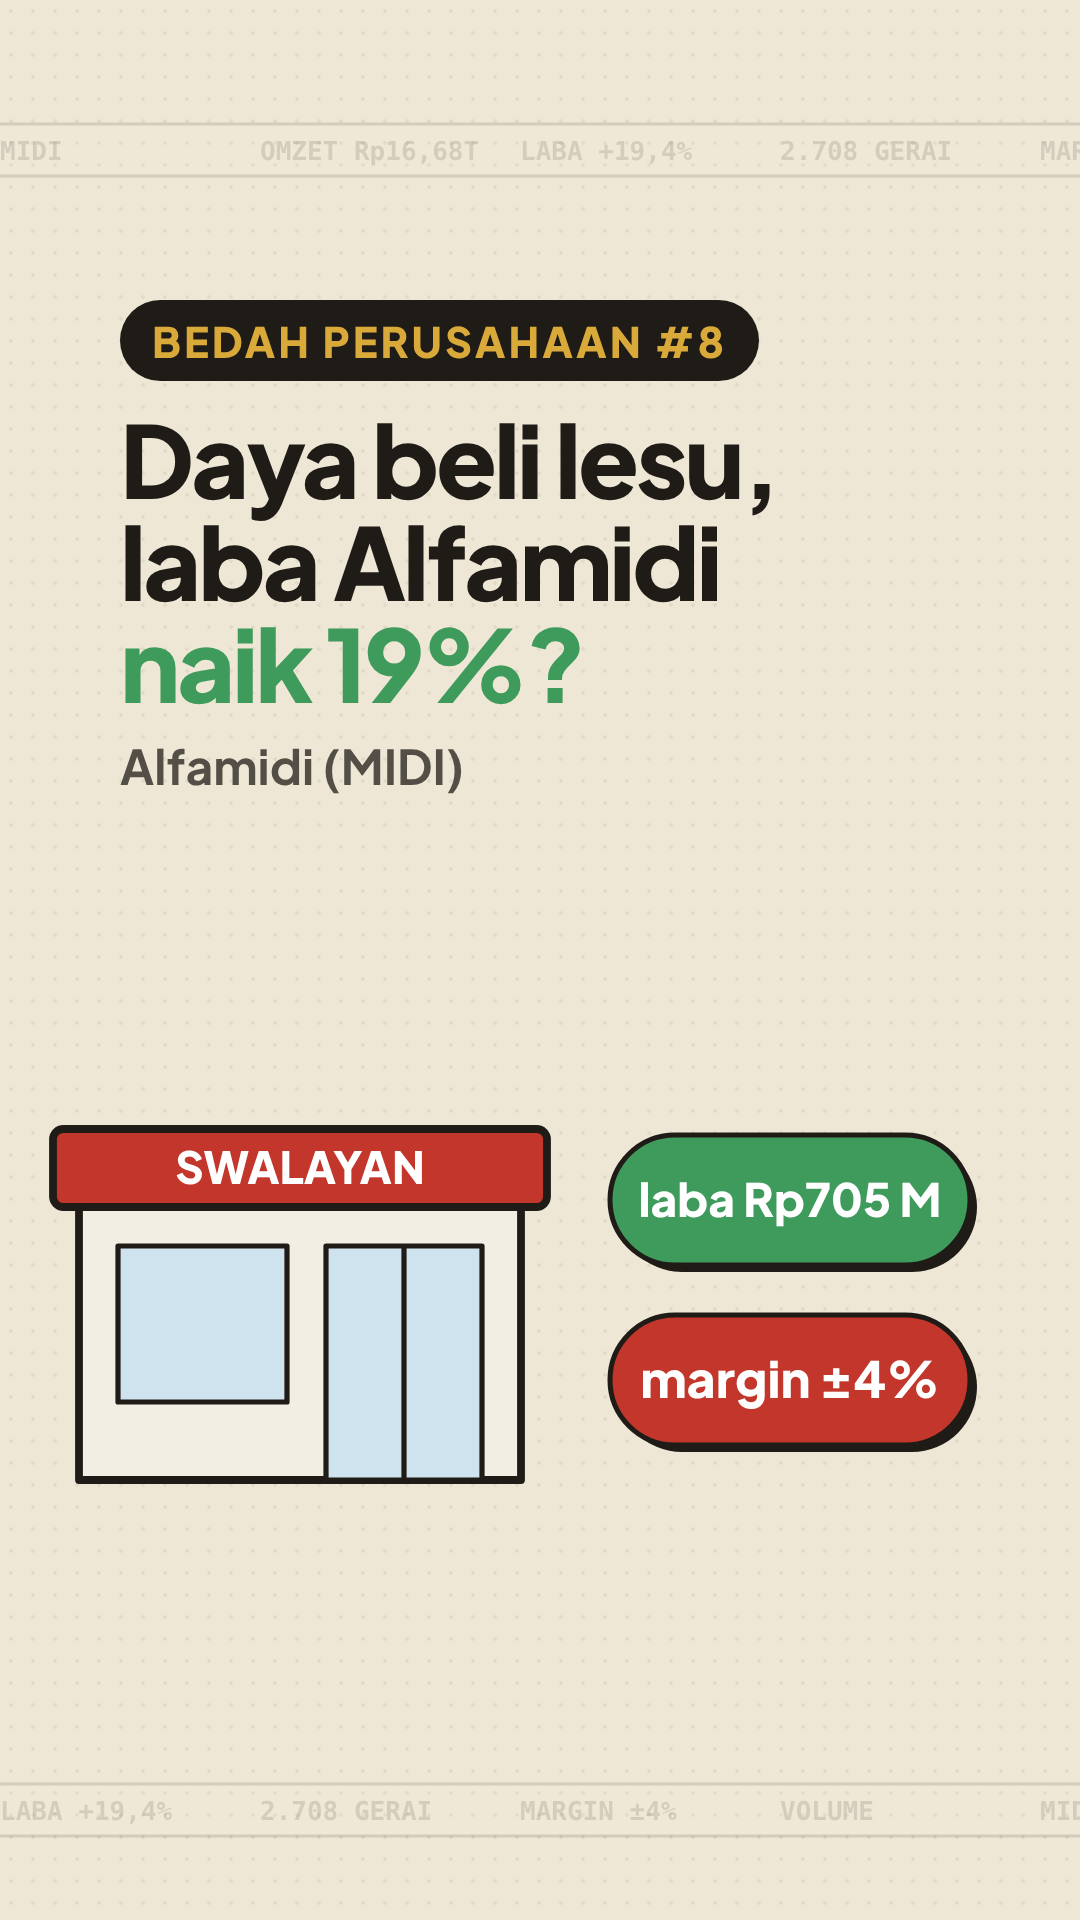 MIDI OMZET Rp16,68T LABA +19,4% 2.708 GERAI
BEDAH PERUSAHAAN #8
Daya beli lesu,
laba Alfamidi
naik 19%?
Alfamidi (MIDI)
SWALAYAN
laba Rp705 M
margin ±4%
LABA +19,4% 2.708 GERAI MARGIN ±4% VOLUME